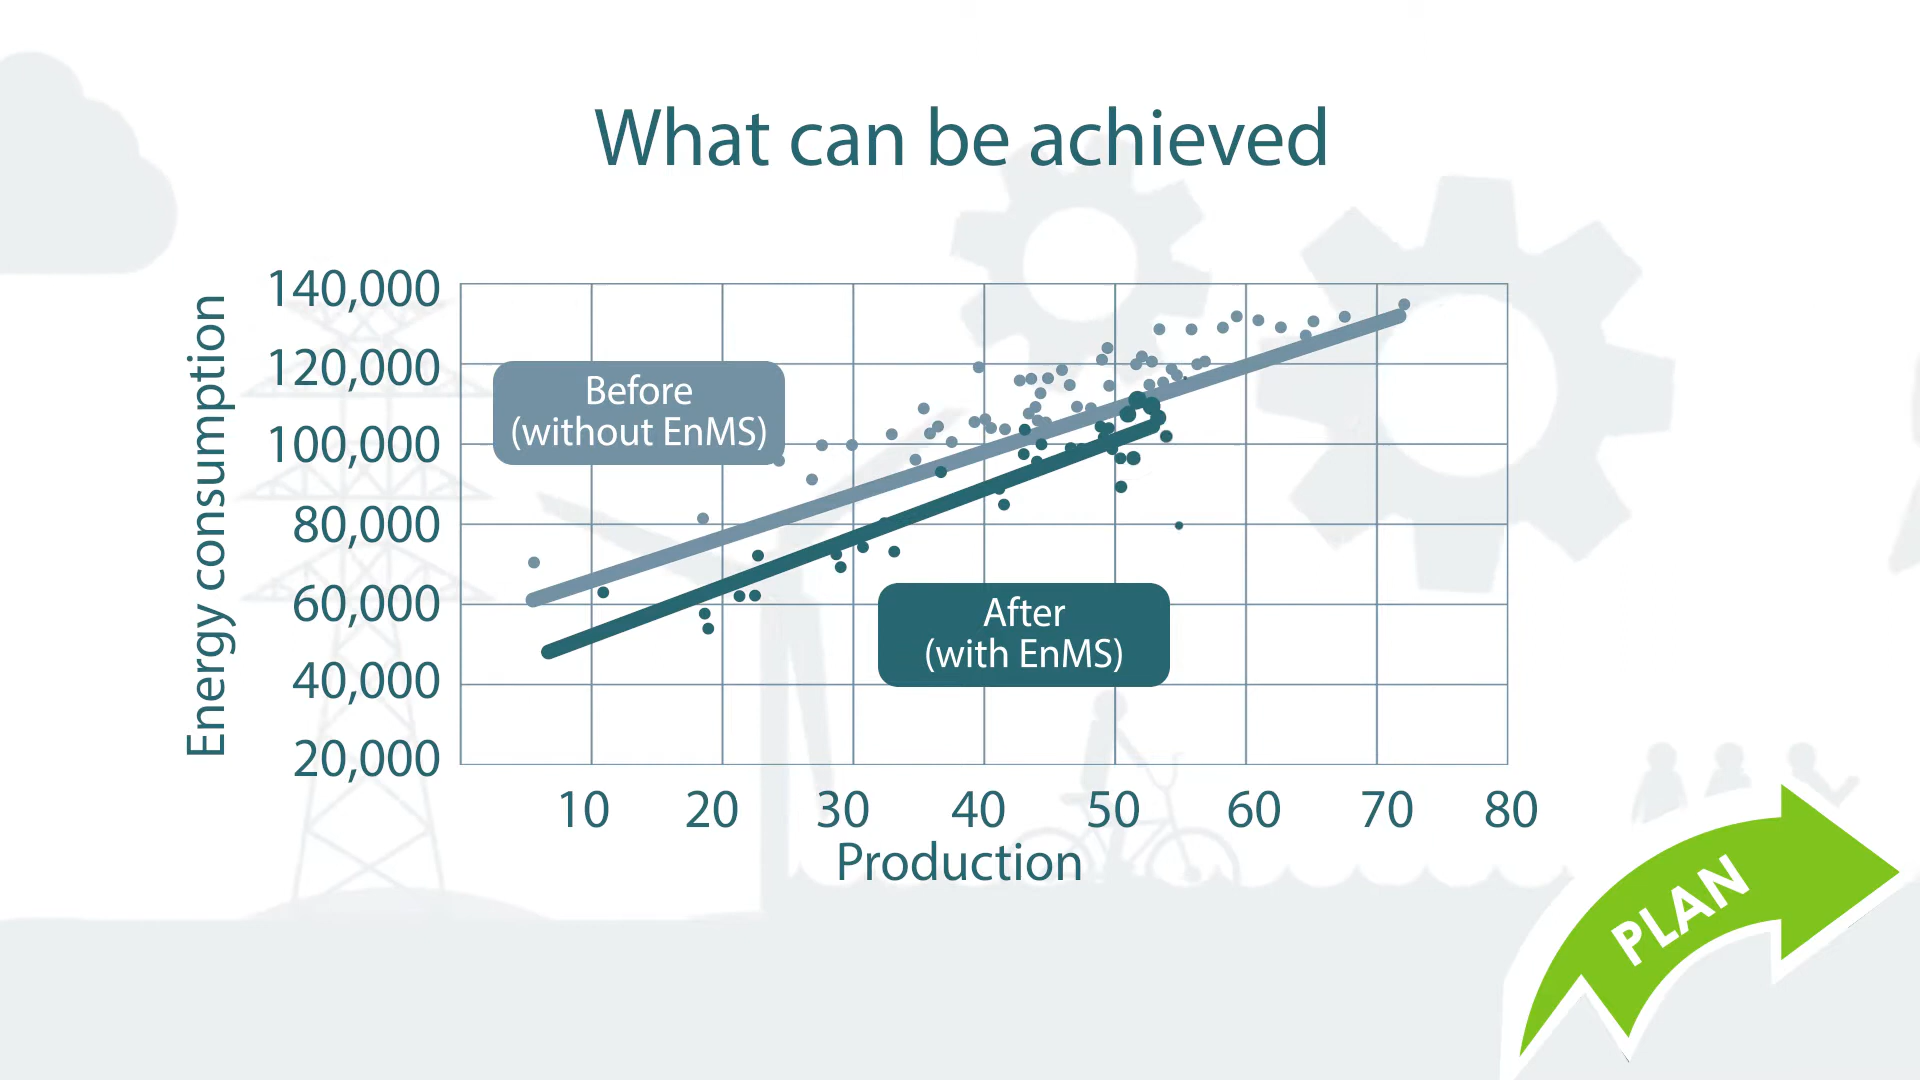 What can be achieved
Energy consumption
140,000
120,000
100,000
80,000
60,000
40,000
20,000
Before
(without EnMS)
After
(with EnMS)
10 20 30 40 50 60 70 80
Production
PLAN